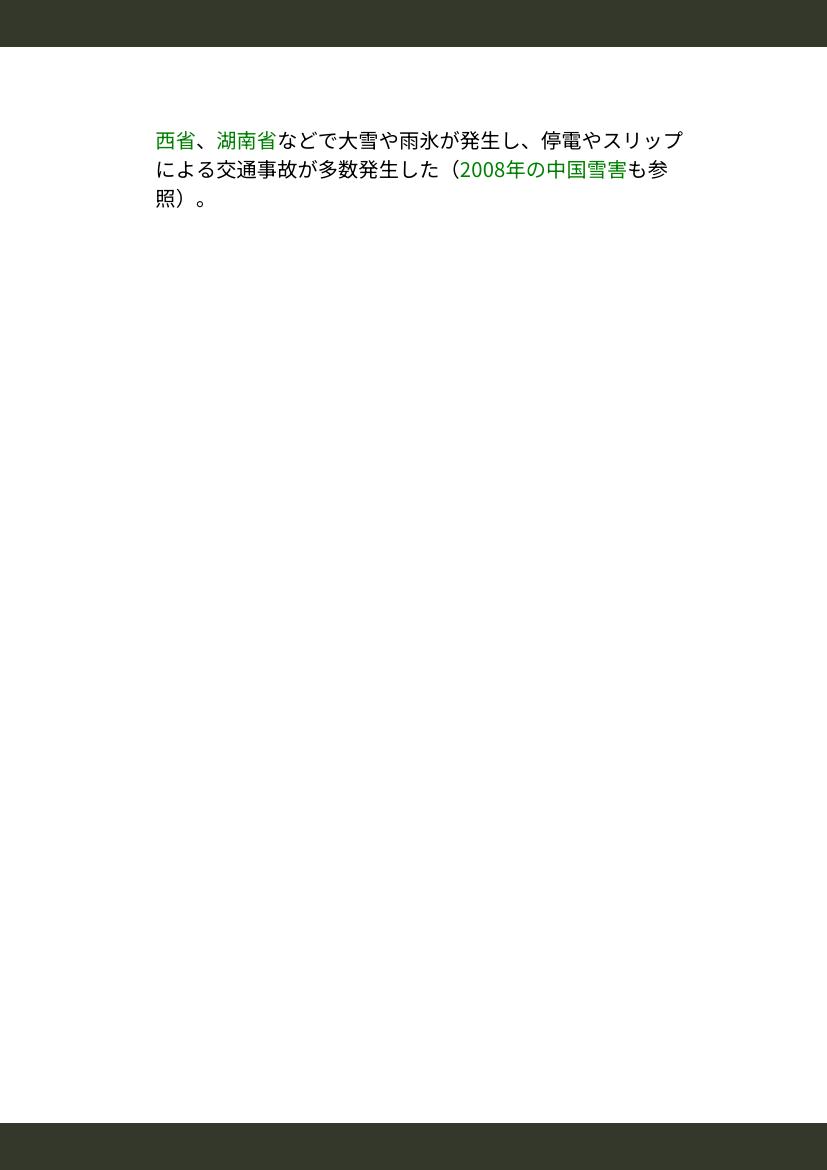 西省、湖南省などで大雪や雨氷が発生し、停電やスリップ
による交通事故が多数発生した（2008年の中国雪害も参
照）。